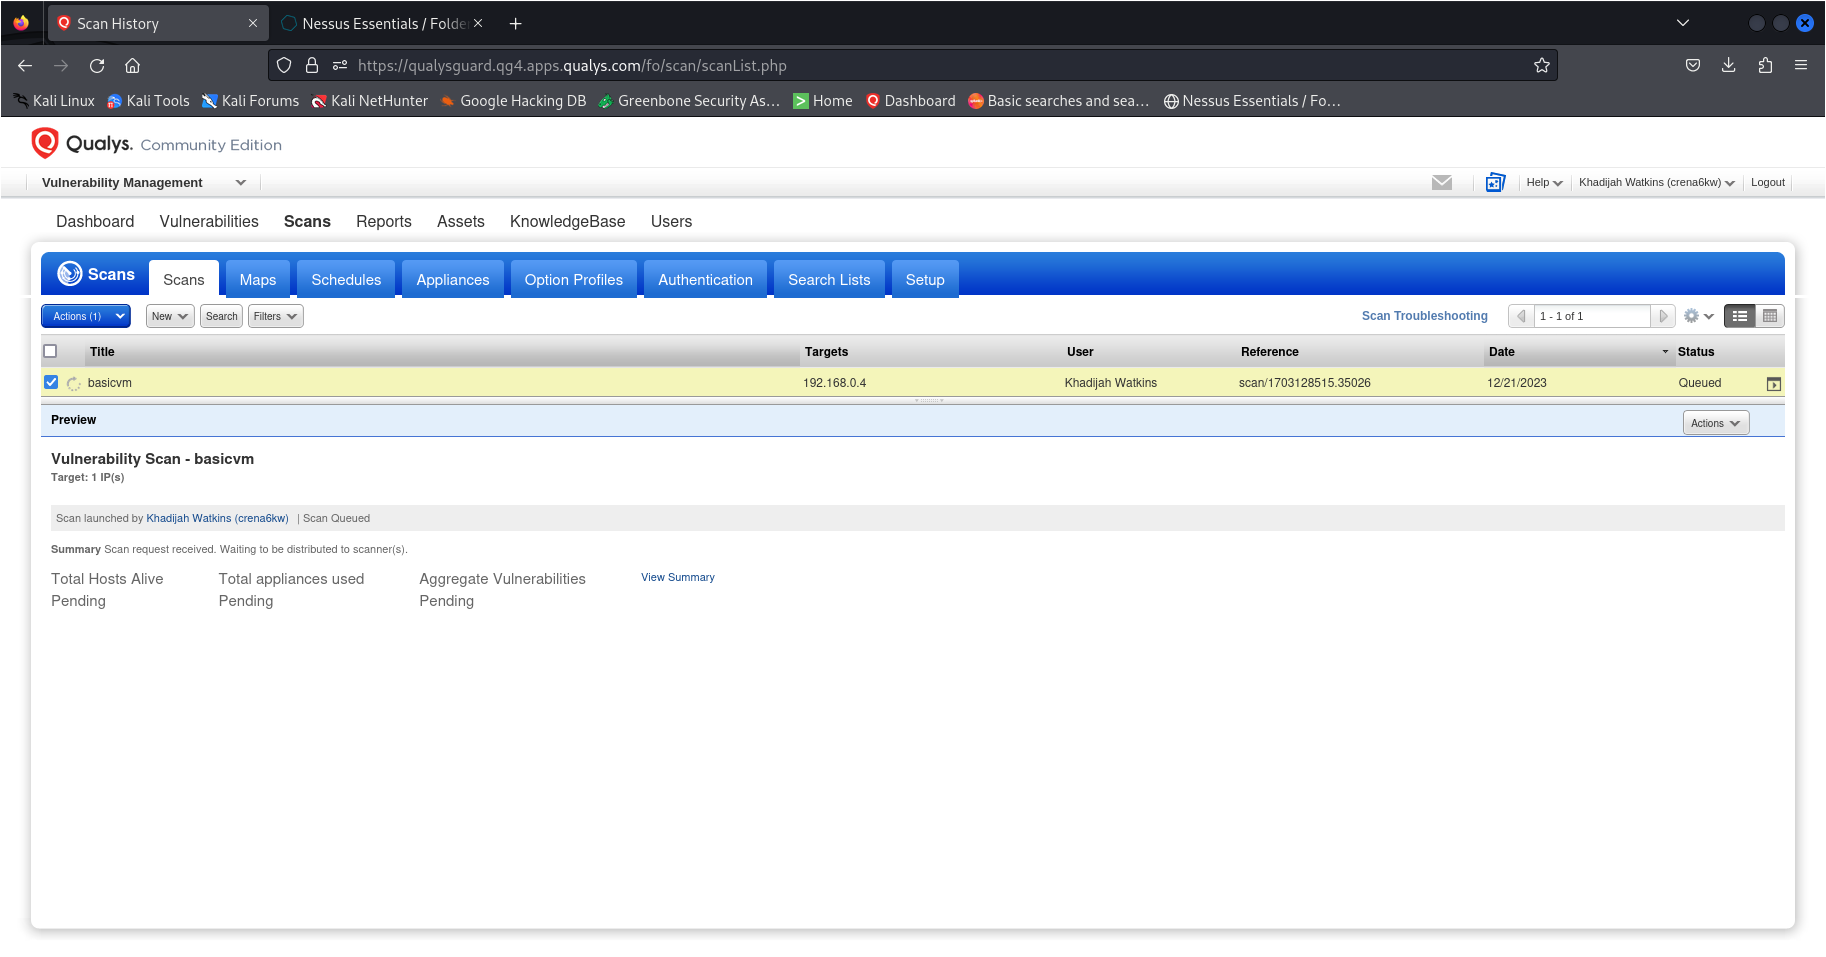 Scan History
Nessus Essentials / Folde
https://qualysguard.qg4.apps.qualys.com/fo/scan/scanList.php
Kali Linux Kali Tools Kali Forums Kali NetHunter Google Hacking DB Greenbone Security As... Home Dashboard Basic searches and sea... Nessus Essentials / Fo...
Qualys. Community Edition
Vulnerability Management Help Khadijah Watkins (crena6kw) Logout
Dashboard Vulnerabilities Scans Reports Assets KnowledgeBase Users
Scans Scans Maps Schedules Appliances Option Profiles Authentication Search Lists Setup
Actions (1) New Search Filters Scan Troubleshooting 1 - 1 of 1
Title Targets User Reference Date Status
basicvm 192.168.0.4 Khadijah Watkins scan/1703128515.35026 12/21/2023 Queued
Preview Actions
Vulnerability Scan - basicvm
Target: 1 IP(s)
Scan launched by Khadijah Watkins (crena6kw) | Scan Queued
Summary Scan request received. Waiting to be distributed to scanner(s).
Total Hosts Alive Total appliances used Aggregate Vulnerabilities View Summary
Pending Pending Pending